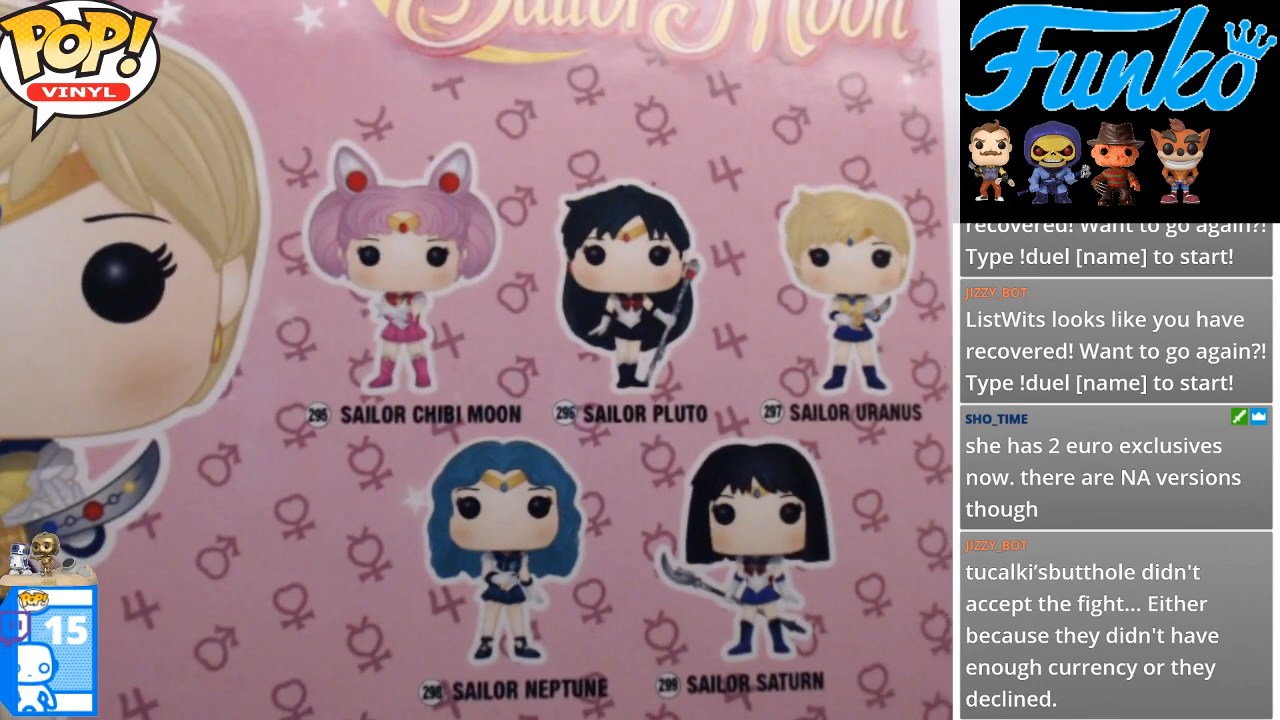 Sailor Moon
POP!
VINYL
Funko
295 SAILOR CHIBI MOON
296 SAILOR PLUTO
297 SAILOR URANUS
298 SAILOR NEPTUNE
299 SAILOR SATURN
POP!
15
recovered! Want to go again?!
Type !duel [name] to start!
JIZZY_BOT
ListWits looks like you have
recovered! Want to go again?!
Type !duel [name] to start!
SHO_TIME
she has 2 euro exclusives
now. there are NA versions
though
JIZZY_BOT
tucalki’sbutthole didn't
accept the fight... Either
because they didn't have
enough currency or they
declined.